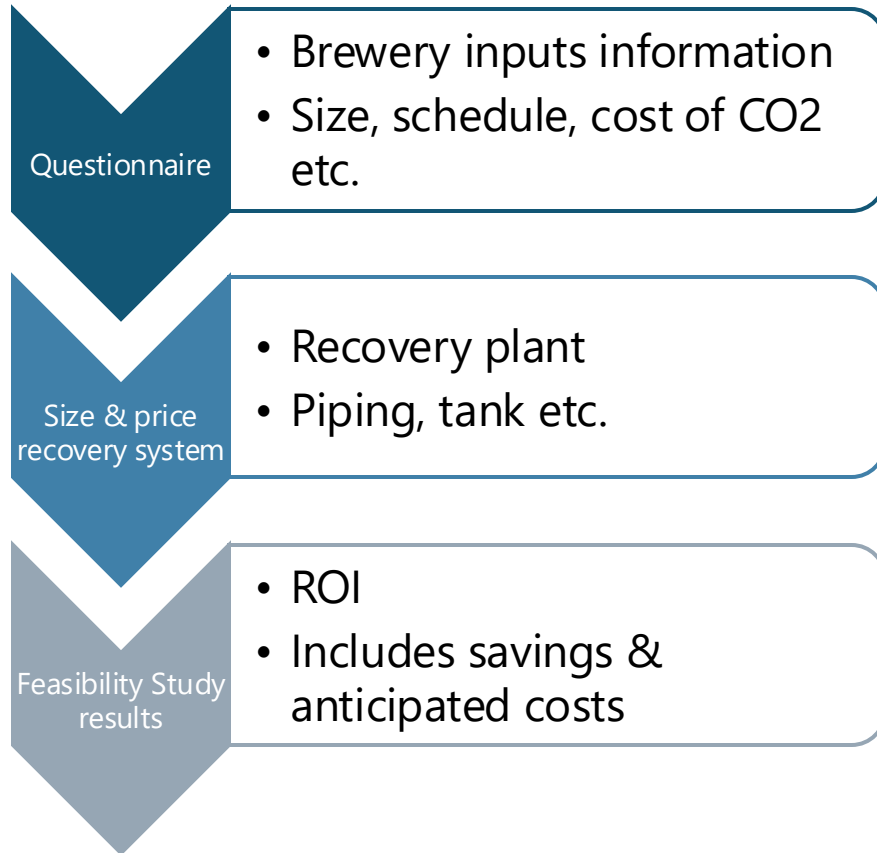 Questionnaire
• Brewery inputs information
• Size, schedule, cost of CO2
etc.
Size & price
recovery system
• Recovery plant
• Piping, tank etc.
Feasibility Study
results
• ROI
• Includes savings &
anticipated costs